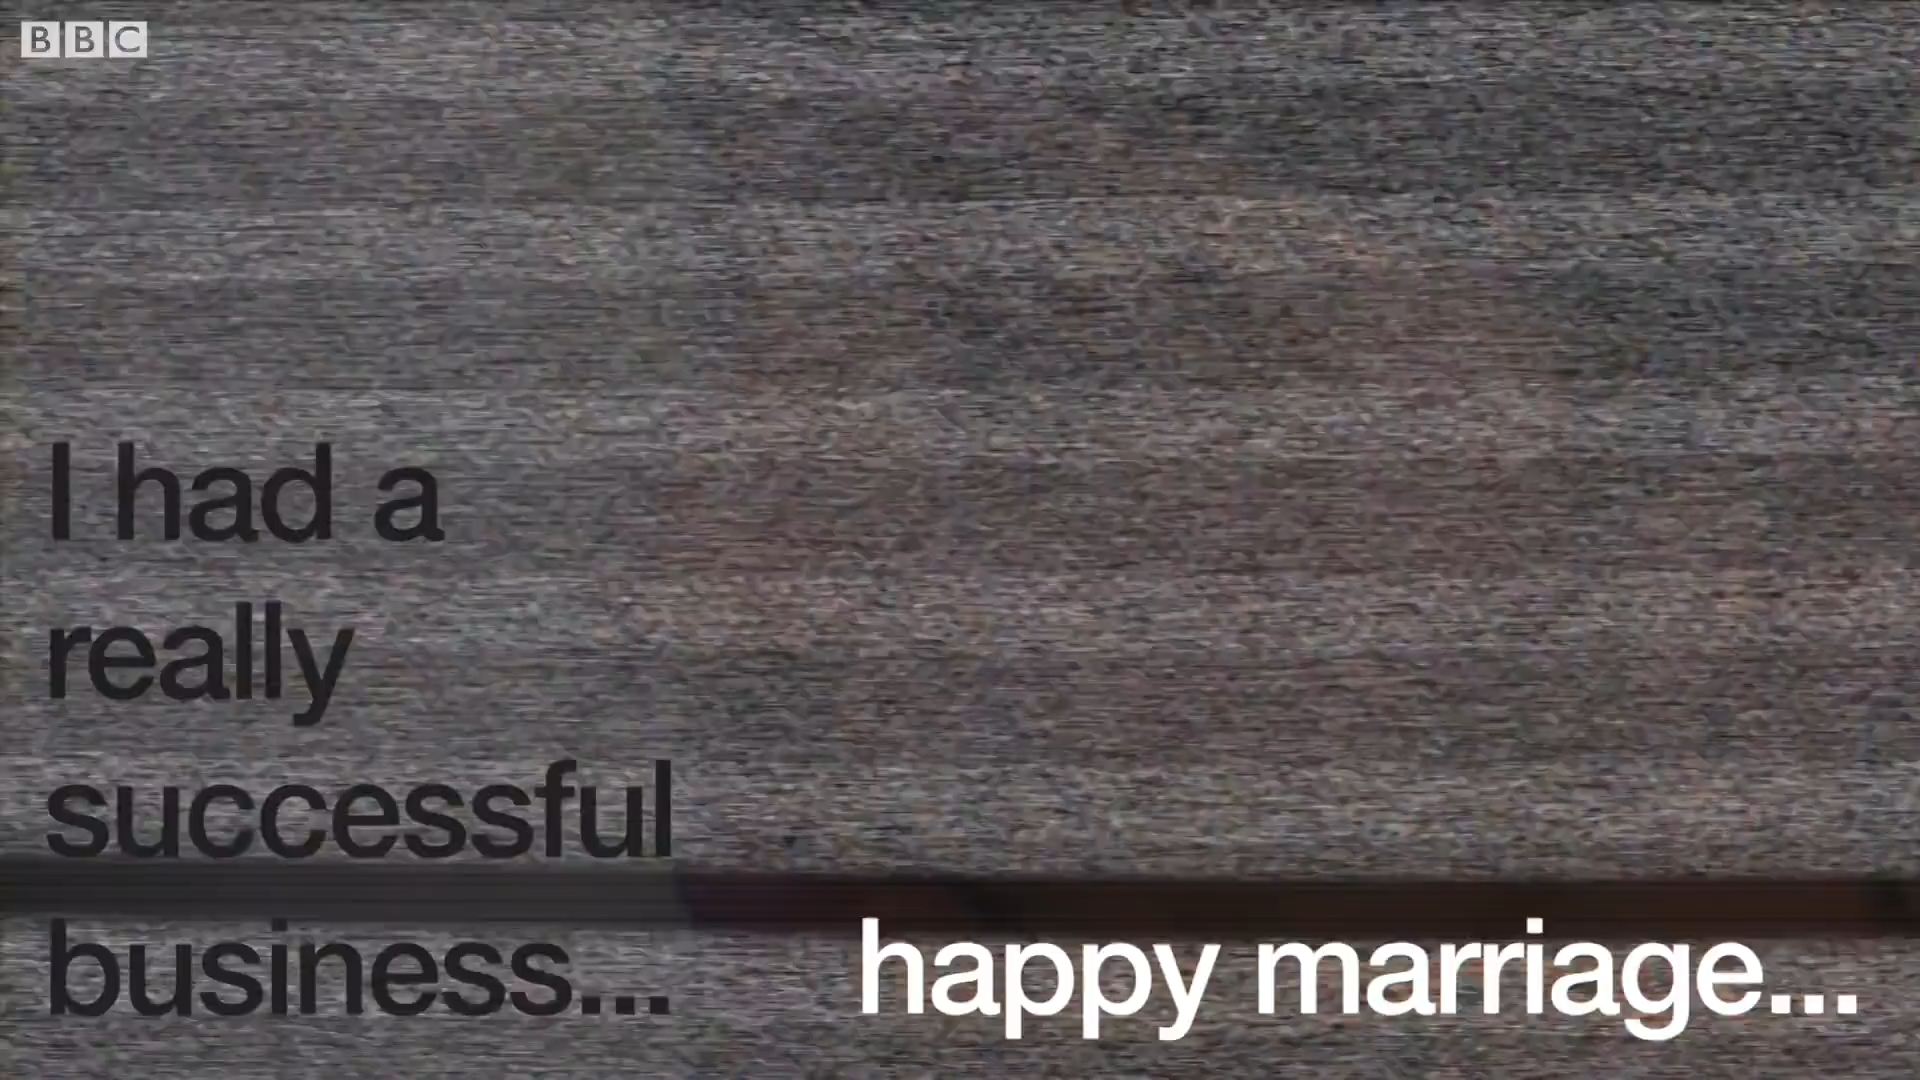 BBC
I had a
really
successful
business...
happy marriage...